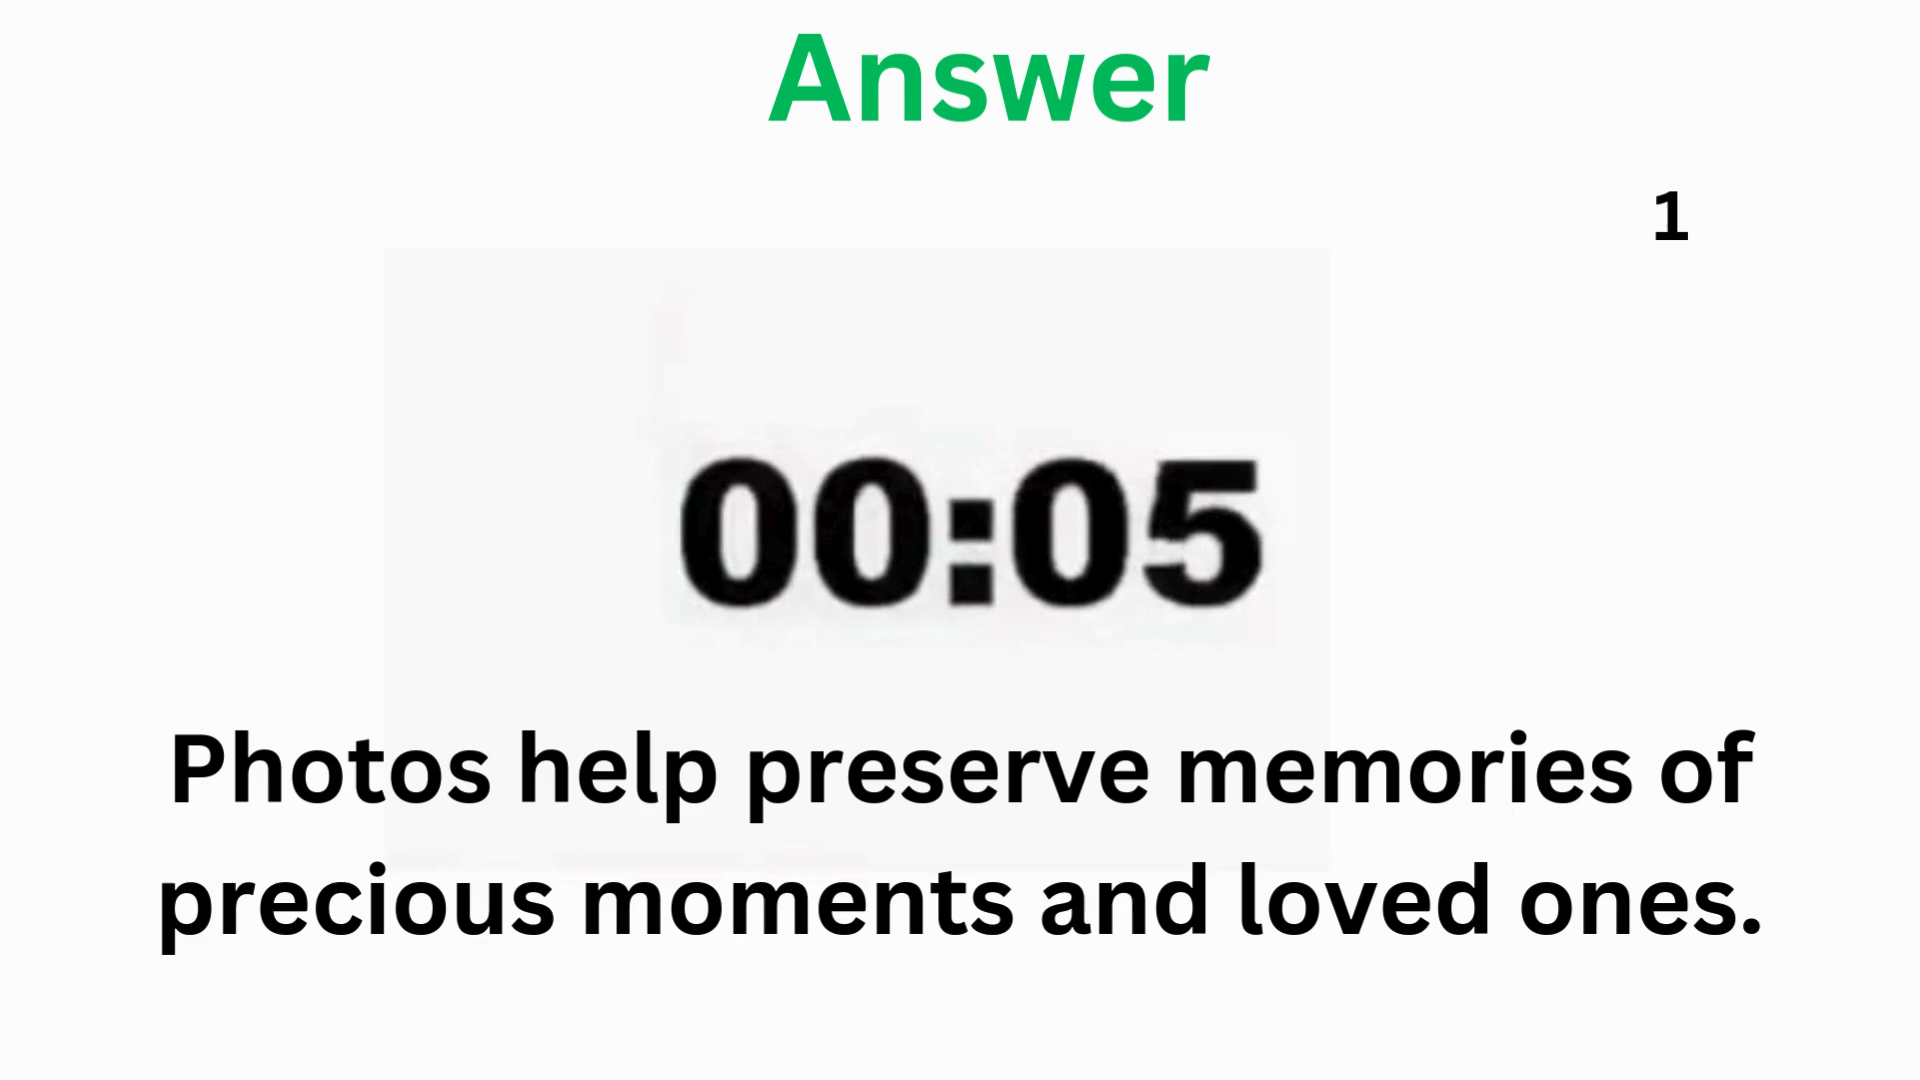 Answer
1
00:05
Photos help preserve memories of
precious moments and loved ones.